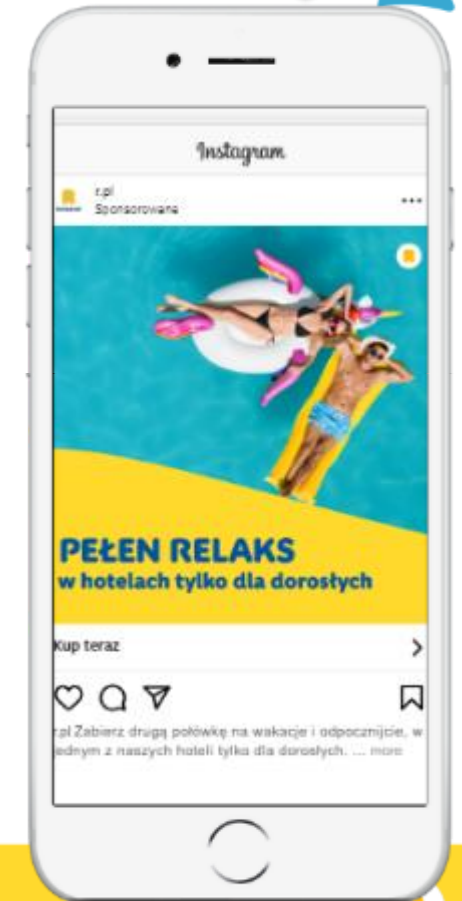 Instagram
r.pl
Sponsorowane
PEŁEN RELAKS
w hotelach tylko dla dorosłych
Kup teraz
r.pl Zabierz drugą połówkę na wakacje i odpocznijcie, w
jednym z naszych hoteli tylko dla dorosłych. ... more